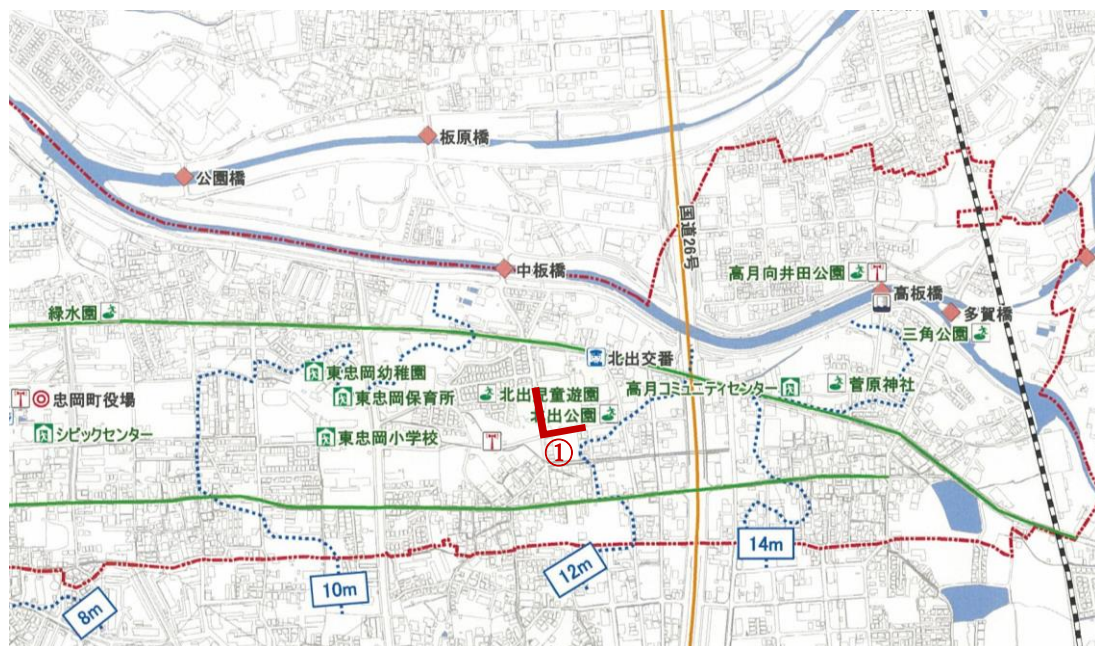 板原橋
公園橋
国道26号
中板橋
高月向井田公園
高板橋
多賀橋
三角公園
緑水園
北出交番
東忠岡幼稚園
高月コミュニティセンター
菅原神社
東忠岡保育所
北出児童遊園
忠岡町役場
北出公園
シビックセンター
東忠岡小学校
①
14m
12m
10m
8m